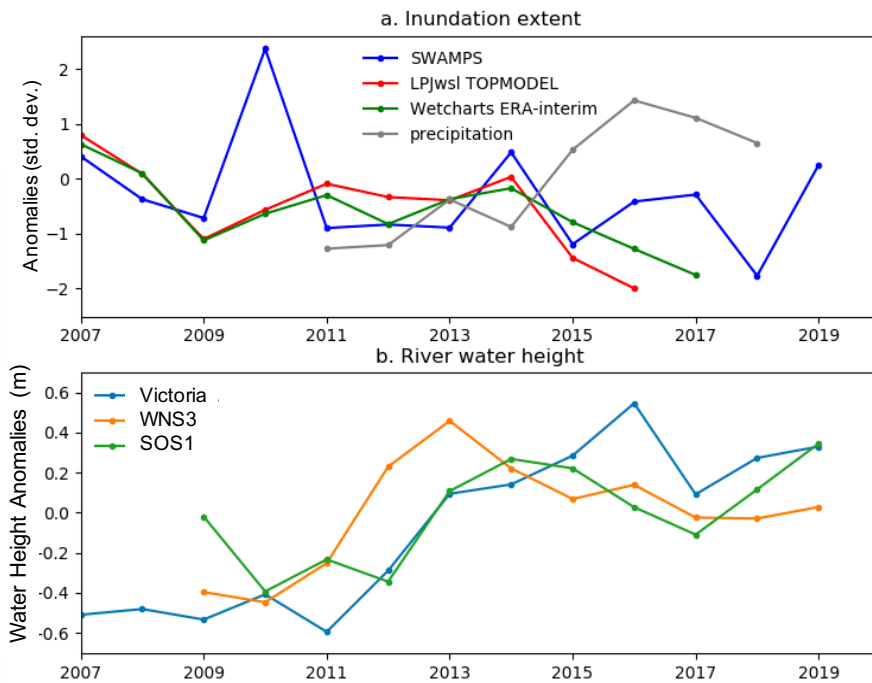 a. Inundation extent
Anomalies (std. dev.)
2
1
0
−1
−2
SWAMPS
LPJwsl TOPMODEL
Wetcharts ERA-interim
precipitation
2007 2009 2011 2013 2015 2017 2019
b. River water height
Water Height Anomalies (m)
0.6
0.4
0.2
0.0
-0.2
-0.4
-0.6
Victoria
WNS3
SOS1
2007 2009 2011 2013 2015 2017 2019